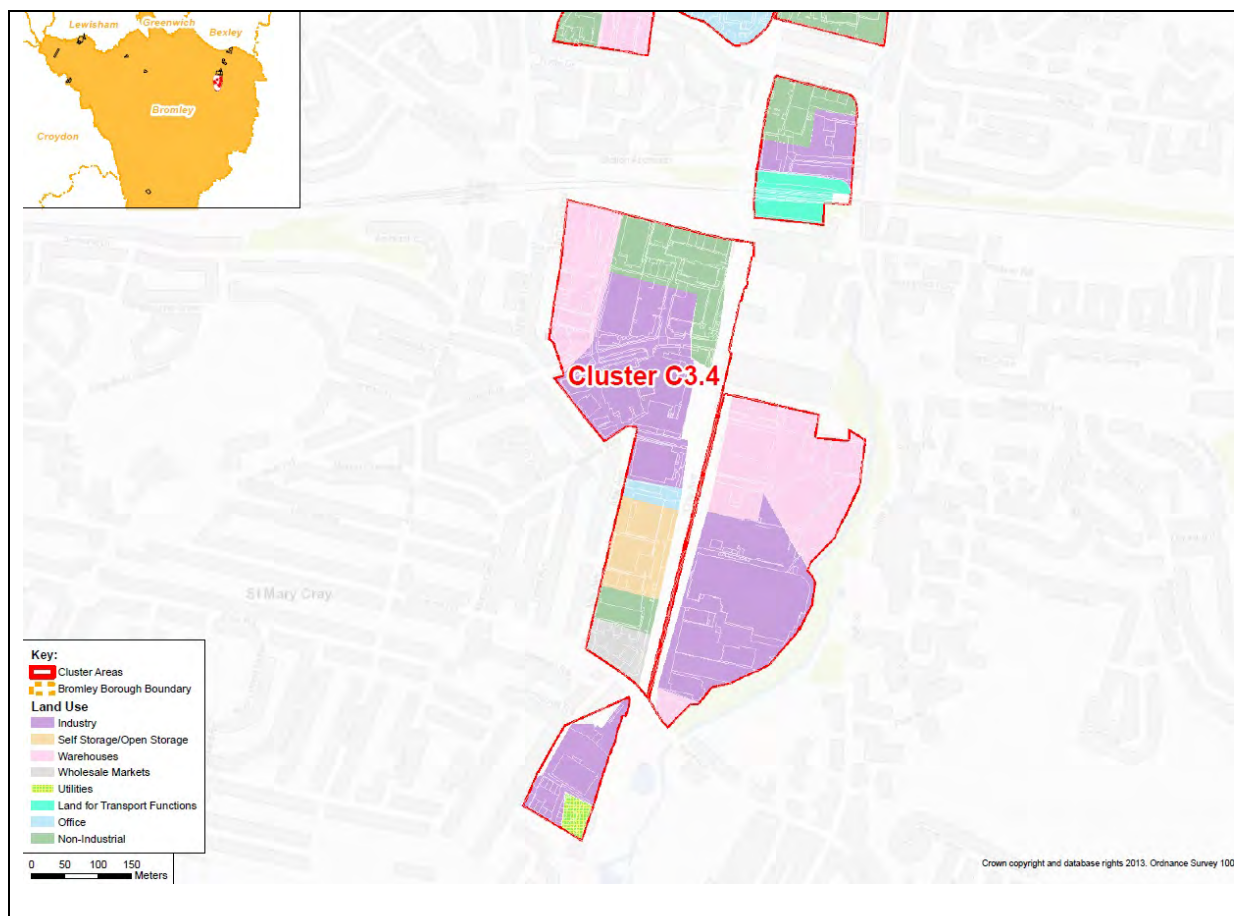 Lewisham
Greenwich
Bexley
Bromley
Croydon
Cluster C3.4
St Mary Cray
Key:
Cluster Areas
Bromley Borough Boundary
Land Use
Industry
Self Storage/Open Storage
Warehouses
Wholesale Markets
Utilities
Land for Transport Functions
Office
Non-Industrial
0 50 100 150
Meters
Crown copyright and database rights 2013. Ordnance Survey 100